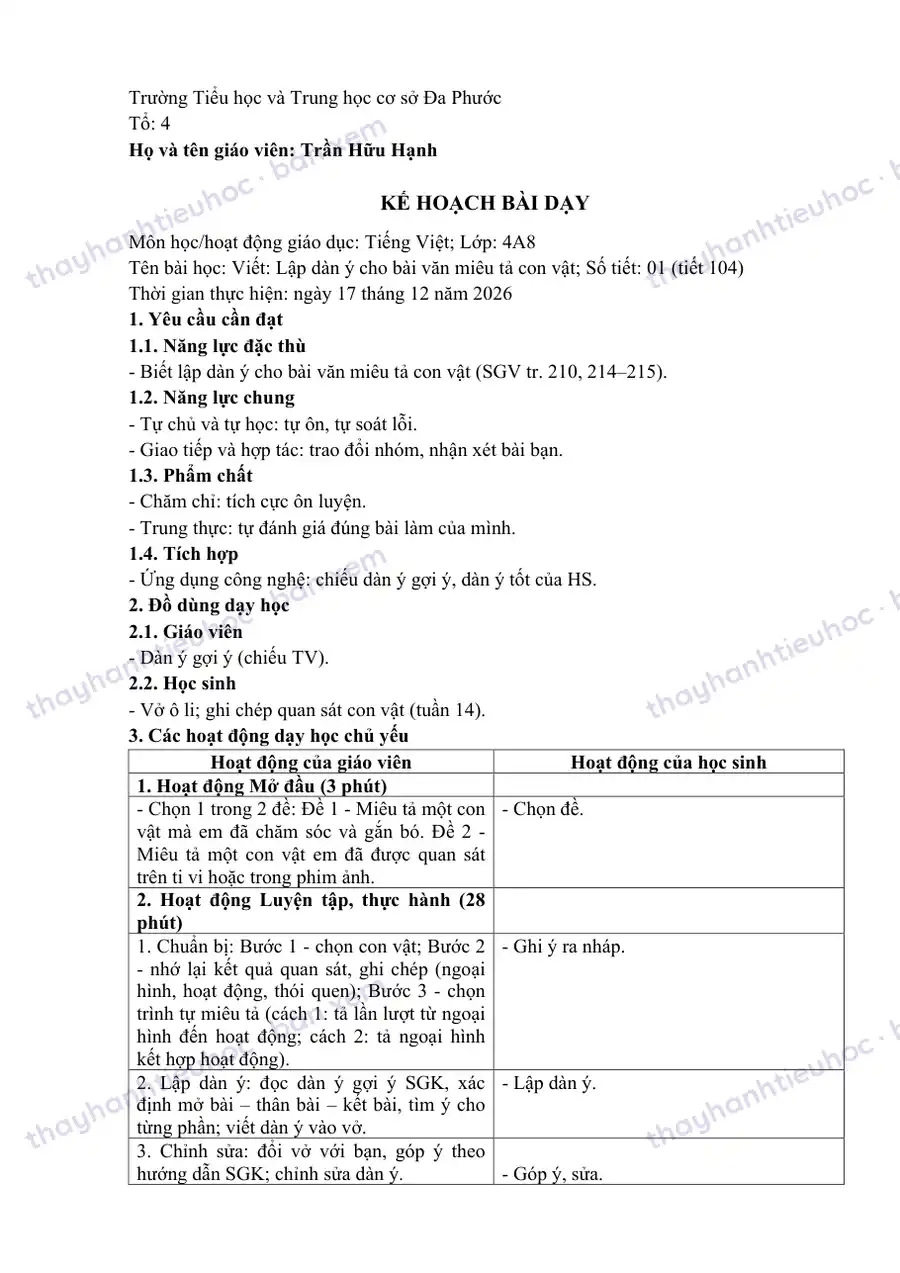 Trường Tiểu học và Trung học cơ sở Đa Phước
Tổ: 4
Họ và tên giáo viên: Trần Hữu Hạnh
KẾ HOẠCH BÀI DẠY
Môn học/hoạt động giáo dục: Tiếng Việt; Lớp: 4A8
Tên bài học: Viết: Lập dàn ý cho bài văn miêu tả con vật; Số tiết: 01 (tiết 104)
Thời gian thực hiện: ngày 17 tháng 12 năm 2026
1. Yêu cầu cần đạt
1.1. Năng lực đặc thù
- Biết lập dàn ý cho bài văn miêu tả con vật (SGV tr. 210, 214–215).
1.2. Năng lực chung
- Tự chủ và tự học: tự ôn, tự soát lỗi.
- Giao tiếp và hợp tác: trao đổi nhóm, nhận xét bài bạn.
1.3. Phẩm chất
- Chăm chỉ: tích cực ôn luyện.
- Trung thực: tự đánh giá đúng bài làm của mình.
1.4. Tích hợp
- Ứng dụng công nghệ: chiếu dàn ý gợi ý, dàn ý tốt của HS.
2. Đồ dùng dạy học
2.1. Giáo viên
- Dàn ý gợi ý (chiếu TV).
2.2. Học sinh
- Vở ô li; ghi chép quan sát con vật (tuần 14).
3. Các hoạt động dạy học chủ yếu
Hoạt động của giáo viên
Hoạt động của học sinh
1. Hoạt động Mở đầu (3 phút)
- Chọn 1 trong 2 đề: Đề 1 - Miêu tả một con
vật mà em đã chăm sóc và gắn bó. Đề 2 -
Miêu tả một con vật em đã được quan sát
trên ti vi hoặc trong phim ảnh.
- Chọn đề.
2. Hoạt động Luyện tập, thực hành (28
phút)
1. Chuẩn bị: Bước 1 - chọn con vật; Bước 2
- nhớ lại kết quả quan sát, ghi chép (ngoại
hình, hoạt động, thói quen); Bước 3 - chọn
trình tự miêu tả (cách 1: tả lần lượt từ ngoại
hình đến hoạt động; cách 2: tả ngoại hình
kết hợp hoạt động).
- Ghi ý ra nháp.
2. Lập dàn ý: đọc dàn ý gợi ý SGK, xác
định mở bài – thân bài – kết bài, tìm ý cho
từng phần; viết dàn ý vào vở.
- Lập dàn ý.
3. Chỉnh sửa: đổi vở với bạn, góp ý theo
hướng dẫn SGK; chỉnh sửa dàn ý.
- Góp ý, sửa.
thayhanhtieuhoc · bản xem
thayhanhtieuhoc · b
thayhanhtieuhoc · bản xem
thayhanhtieuhoc · b
thayhanhtieuhoc · bản xem
thayhanhtieuhoc · b